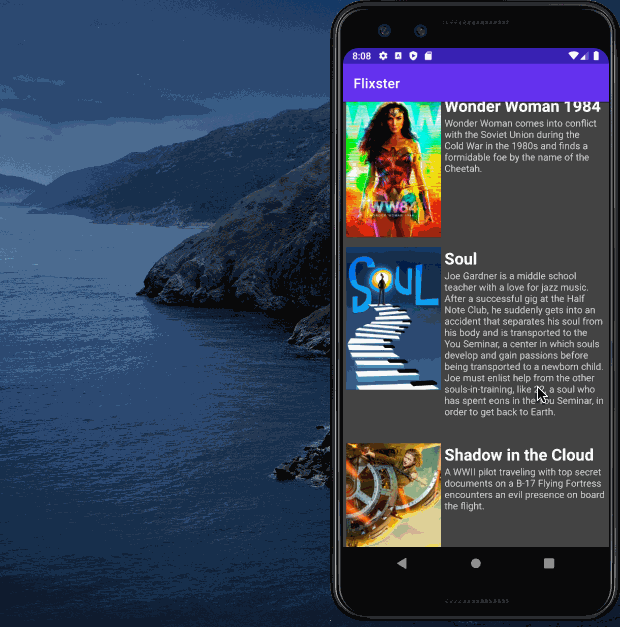 8:08
Flixster
Wonder Woman 1984
Wonder Woman comes into conflict
with the Soviet Union during the
Cold War in the 1980s and finds a
formidable foe by the name of the
Cheetah.
WW84
Soul
Joe Gardner is a middle school
teacher with a love for jazz music.
After a successful gig at the Half
Note Club, he suddenly gets into an
accident that separates his soul from
his body and is transported to the
You Seminar, a center in which souls
develop and gain passions before
being transported to a newborn child.
Joe must enlist help from the other
souls-in-training, like 22, a soul who
has spent eons in the You Seminar, in
order to get back to Earth.
SOUL
Shadow in the Cloud
A WWII pilot traveling with top secret
documents on a B-17 Flying Fortress
encounters an evil presence on board
the flight.